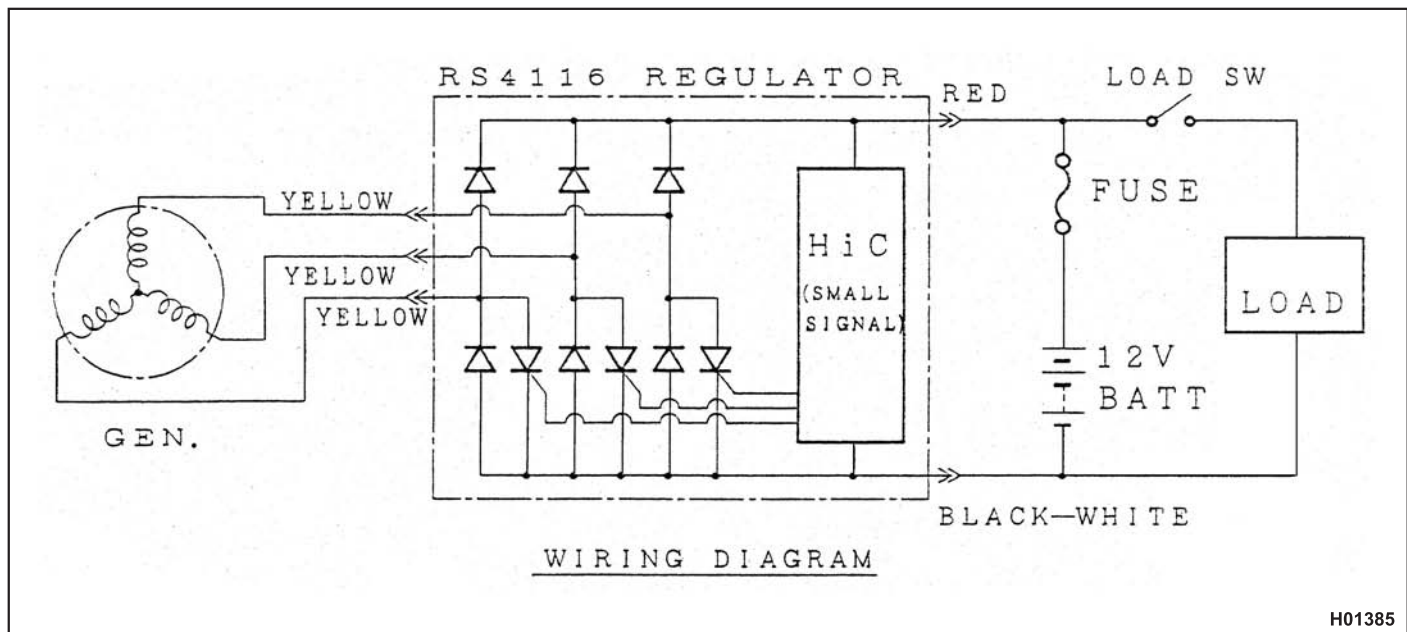 RS4116 REGULATOR
RED
LOAD SW
YELLOW
YELLOW
YELLOW
GEN.
HiC
(SMALL
SIGNAL)
FUSE
12V
BATT
LOAD
BLACK—WHITE
WIRING DIAGRAM
H01385